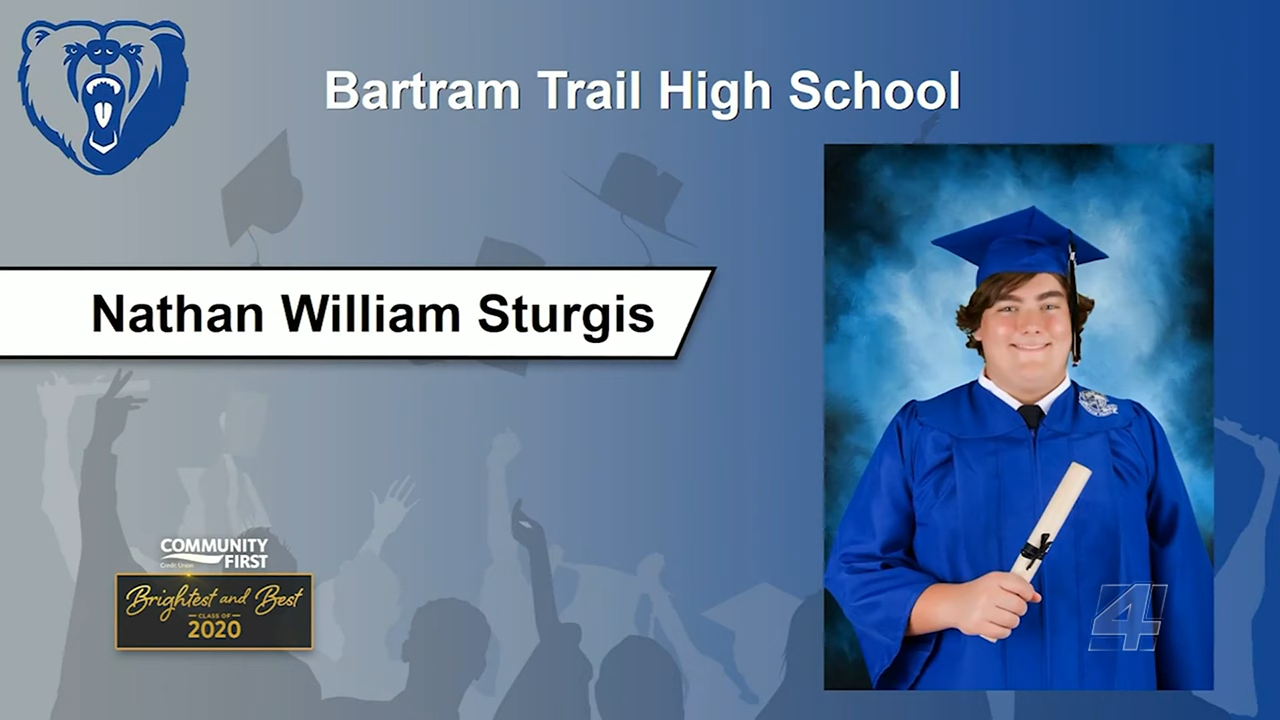 Bartram Trail High School
Nathan William Sturgis
COMMUNITY
FIRST
Credit Union
Brightest and Best
CLASS OF
2020
4